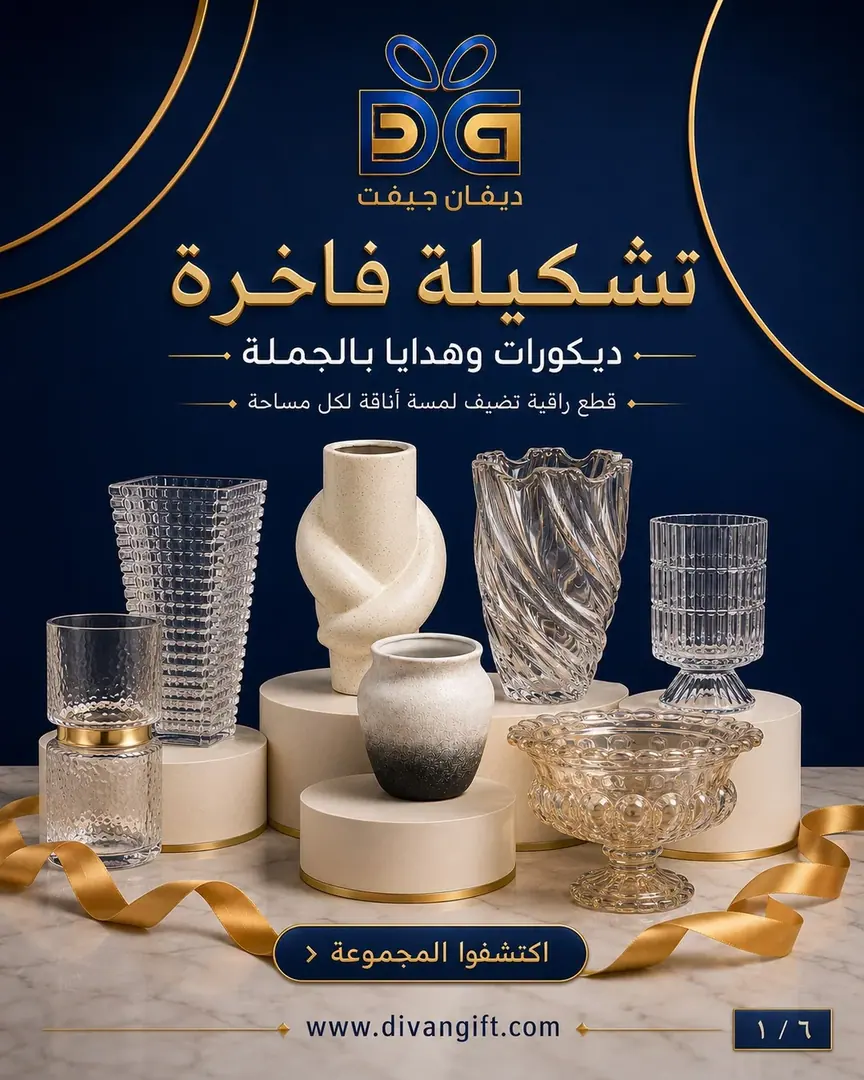 DG
ديفان جيفت
تشكيلة فاخرة
ديكورات وهدايا بالجملة
قطع راقية تضيف لمسة أناقة لكل مساحة
اكتشفوا المجموعة >
www.divangift.com
١ / ٦